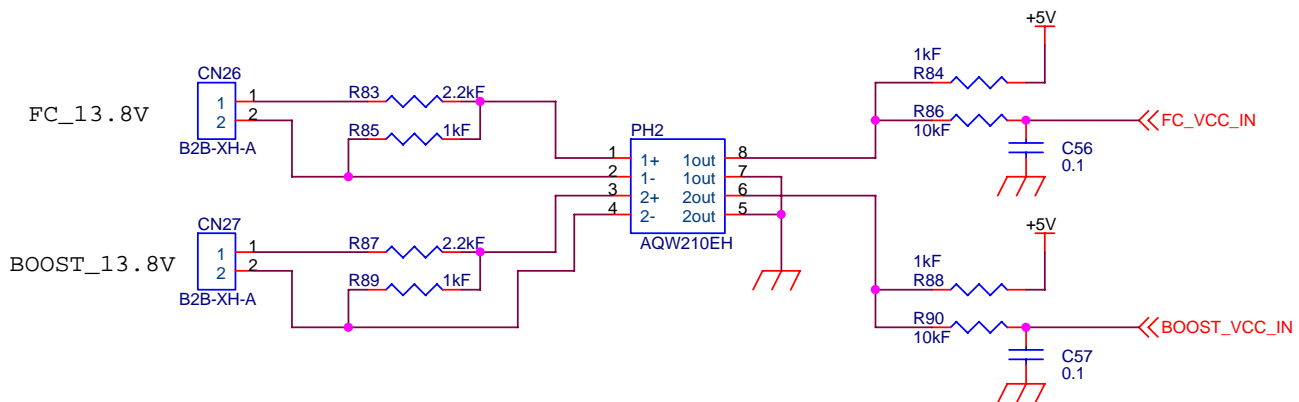 FC_13.8V
CN26
1
2
1
2
B2B-XH-A
R83
2.2kF
R85
1kF
PH2
1
2
3
4
1+
1-
2+
2-
1out
1out
2out
2out
8
7
6
5
AQW210EH
+5V
1kF
R84
R86
10kF
FC_VCC_IN
C56
0.1
BOOST_13.8V
CN27
1
2
1
2
B2B-XH-A
R87
2.2kF
R89
1kF
+5V
1kF
R88
R90
10kF
BOOST_VCC_IN
C57
0.1